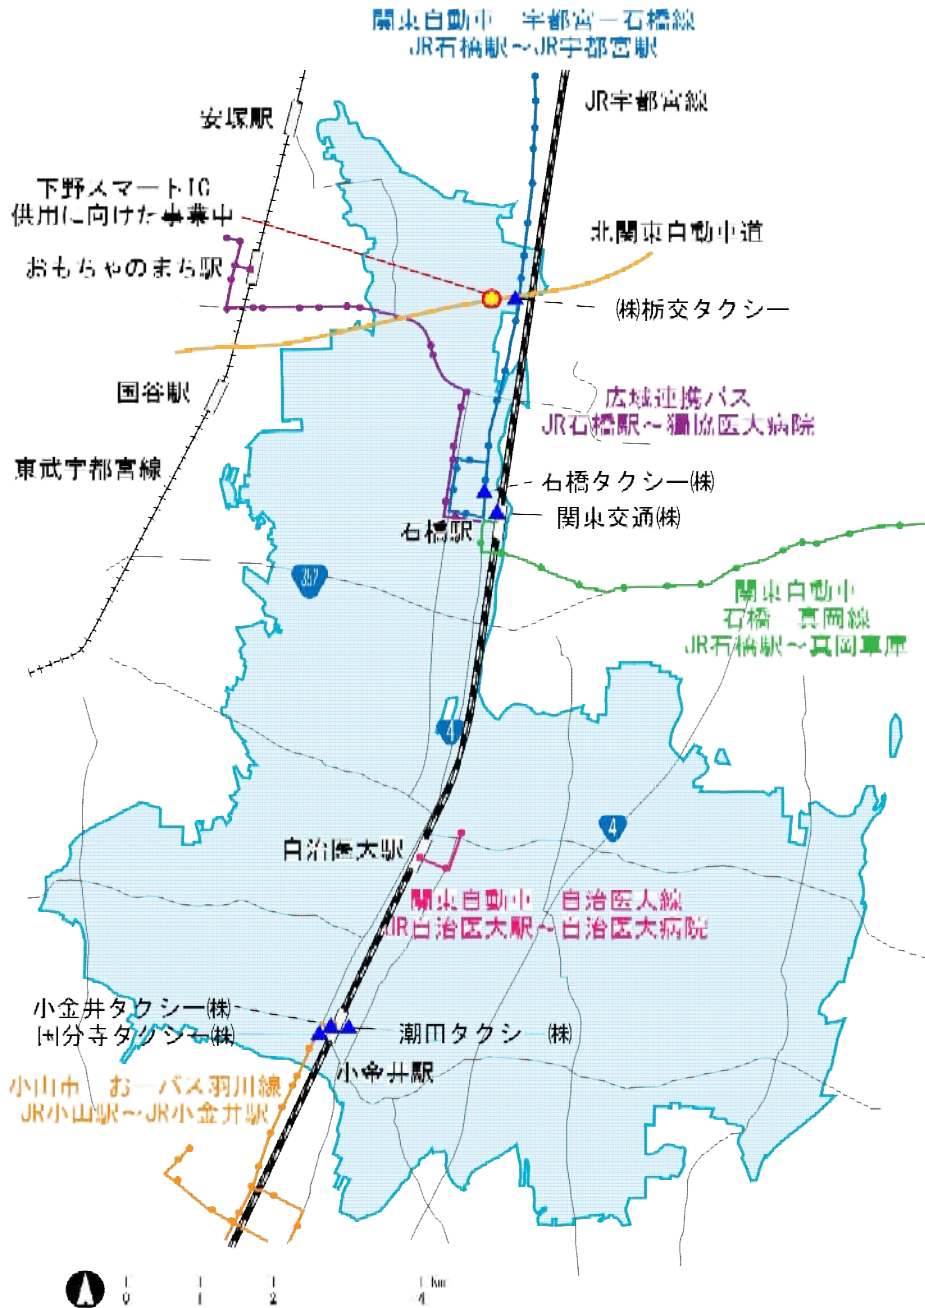 関東自動車　宇都宮－石橋線
JR石橋駅～JR宇都宮駅
JR宇都宮線
安塚駅
下野スマートIC
供用に向けた事業中
北関東自動車道
おもちゃのまち駅
㈱栃交タクシー
国谷駅
広域連携バス
JR石橋駅～獨協医大病院
東武宇都宮線
石橋タクシー㈱
関東交通㈱
石橋駅
352
関東自動車
石橋　真岡線
JR石橋駅～真岡車庫
4
4
自治医大駅
関東自動車　自治医大線
JR自治医大駅～自治医大病院
小金井タクシー㈱
国分寺タクシー㈱
潮田タクシー㈱
小金井駅
小山市　おーバス羽川線
JR小山駅～JR小金井駅
0 1 2 4 km